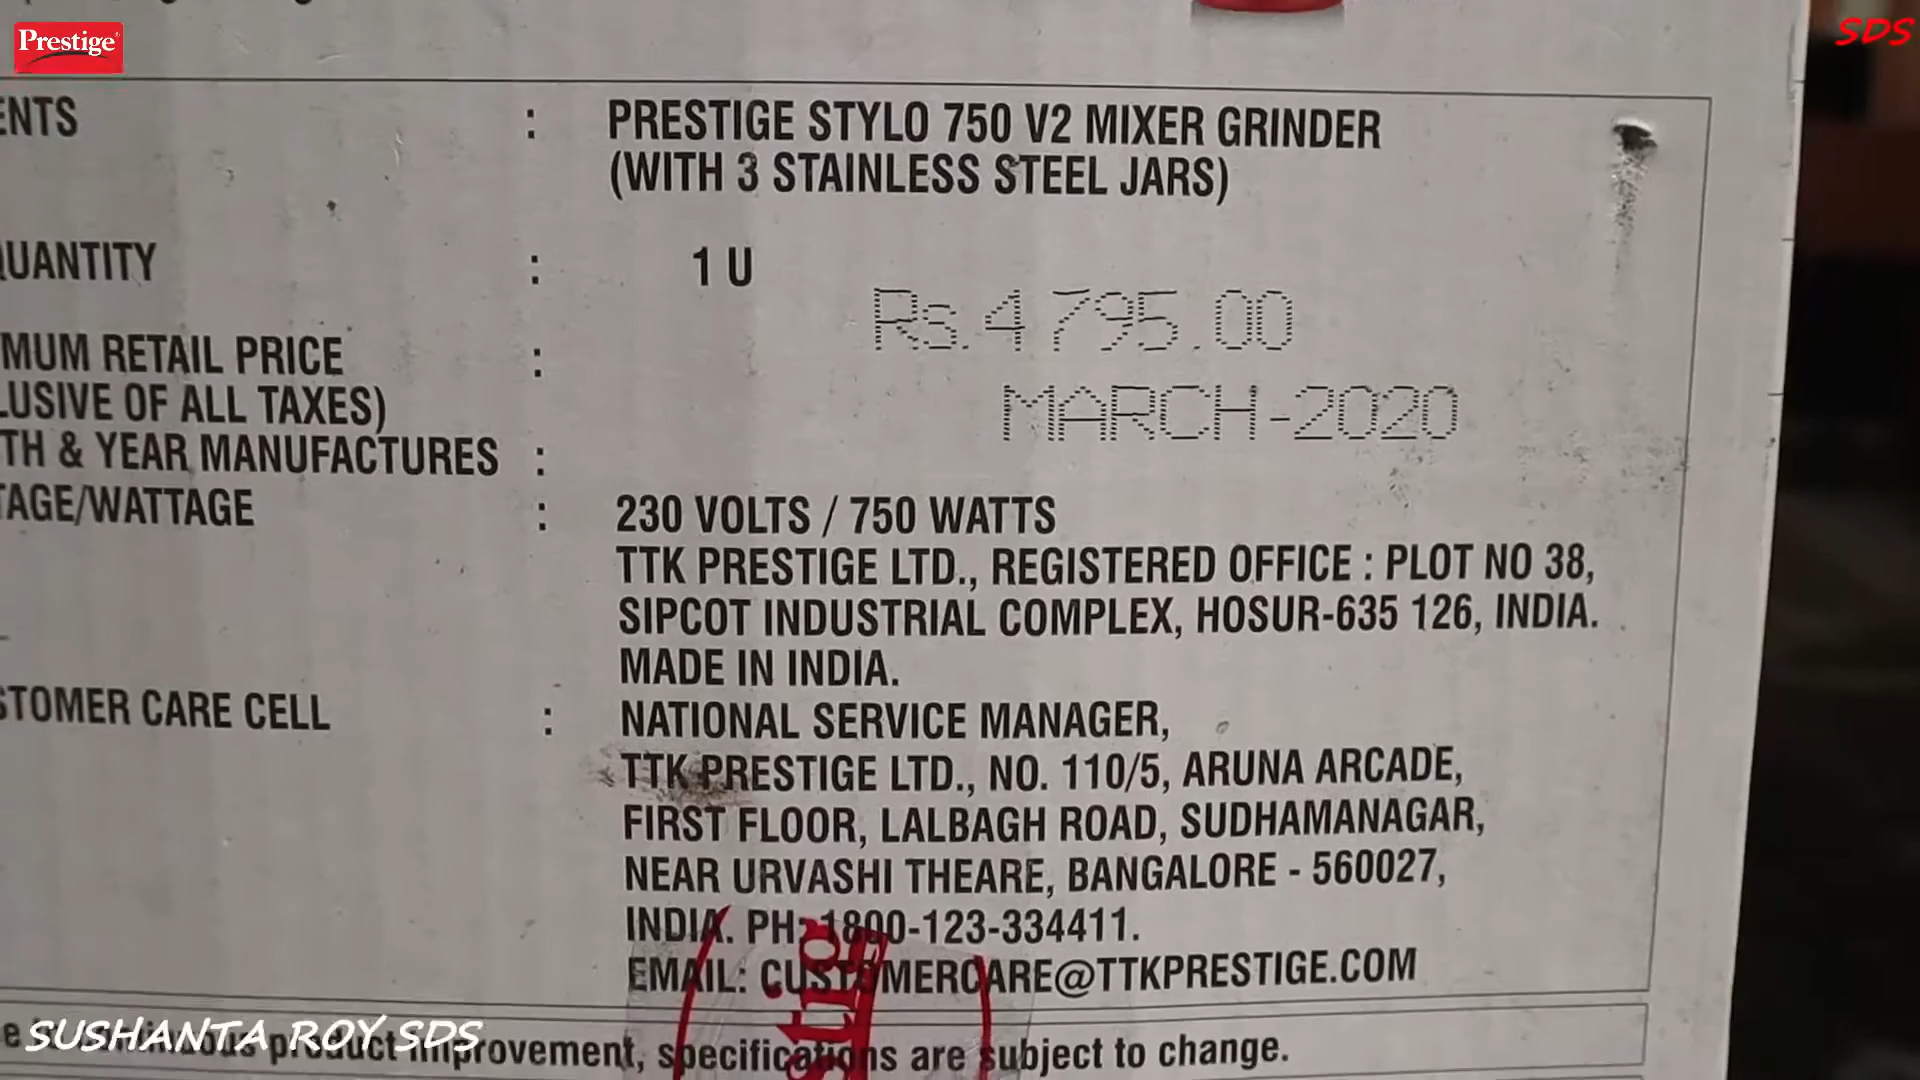 Prestige
SDS
ENTS : PRESTIGE STYLO 750 V2 MIXER GRINDER
(WITH 3 STAINLESS STEEL JARS)
QUANTITY : 1 U
Rs.4795.00
MUM RETAIL PRICE :
LUSIVE OF ALL TAXES)
MARCH-2020
TH & YEAR MANUFACTURES :
TAGE/WATTAGE : 230 VOLTS / 750 WATTS
TTK PRESTIGE LTD., REGISTERED OFFICE : PLOT NO 38,
SIPCOT INDUSTRIAL COMPLEX, HOSUR-635 126, INDIA.
MADE IN INDIA.
STOMER CARE CELL : NATIONAL SERVICE MANAGER,
TTK PRESTIGE LTD., NO. 110/5, ARUNA ARCADE,
FIRST FLOOR, LALBAGH ROAD, SUDHAMANAGAR,
NEAR URVASHI THEARE, BANGALORE - 560027,
INDIA. PH: 1800-123-334411.
EMAIL: CUSTOMERCARE@TTKPRESTIGE.COM
continuous product improvement, specifications are subject to change.
SUSHANTA ROY SDS